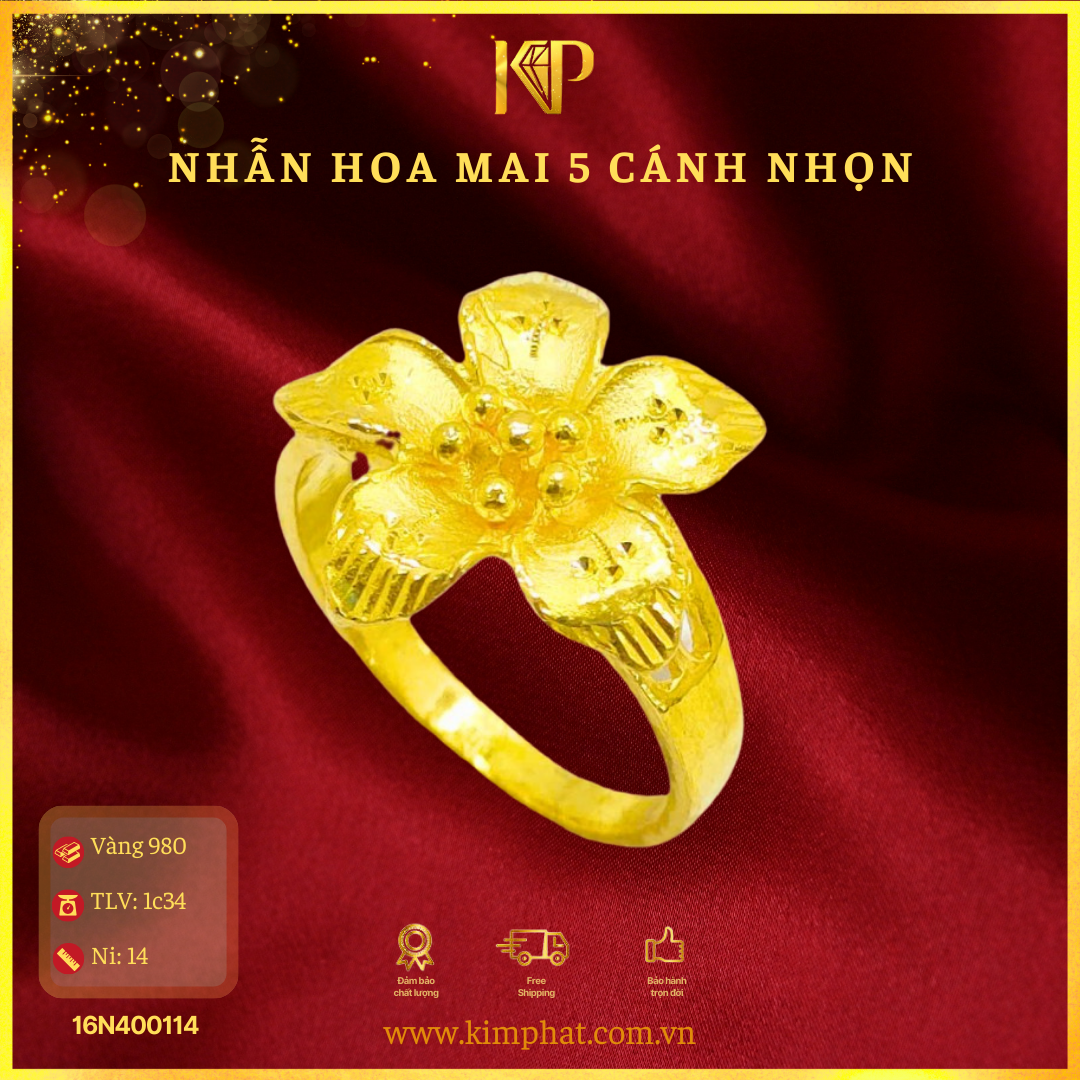 KP
NHẪN HOA MAI 5 CÁNH NHỌN
Vàng 980
TLV: 1c34
Ni: 14
16N400114
Đảm bảo
chất lượng
Free
Shipping
Bảo hành
trọn đời
www.kimphat.com.vn